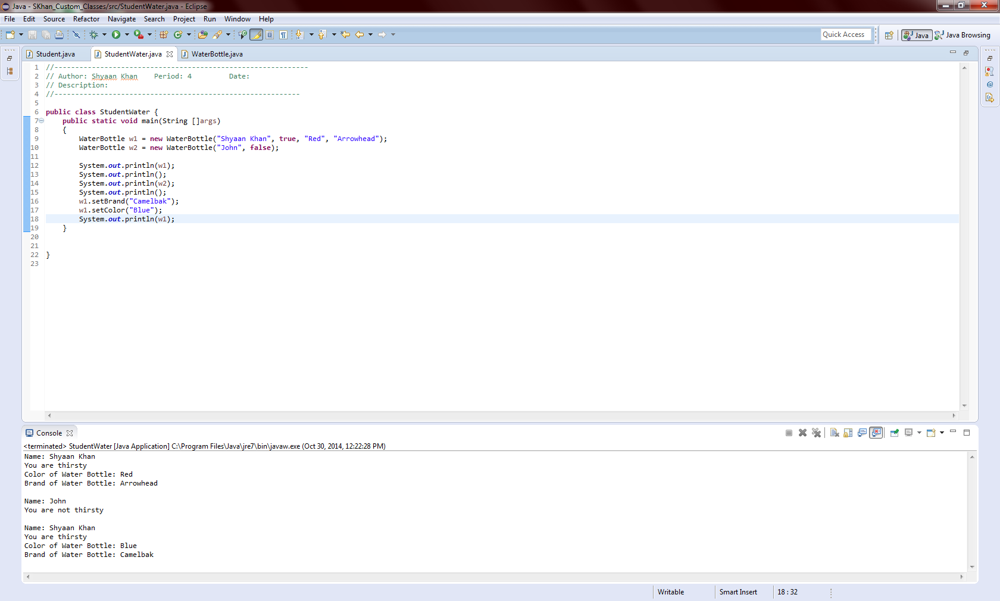 Java - SKhan_Custom_Classes/src/StudentWater.java - Eclipse
File Edit Source Refactor Navigate Search Project Run Window Help
Quick Access Java Java Browsing
Student.java StudentWater.java WaterBottle.java
1 //-------------------------------------------------------------
2 // Author: Shyaan Khan    Period: 4         Date:
3 // Description:
4 //-----------------------------------------------------------
5
6 public class StudentWater {
7     public static void main(String []args)
8     {
9         WaterBottle w1 = new WaterBottle("Shyaan Khan", true, "Red", "Arrowhead");
10         WaterBottle w2 = new WaterBottle("John", false);
11
12         System.out.println(w1);
13         System.out.println();
14         System.out.println(w2);
15         System.out.println();
16         w1.setBrand("Camelbak");
17         w1.setColor("Blue");
18         System.out.println(w1);
19     }
20
21
22 }
23
Console
<terminated> StudentWater [Java Application] C:\Program Files\Java\jre7\bin\javaw.exe (Oct 30, 2014, 12:22:28 PM)
Name: Shyaan Khan
You are thirsty
Color of Water Bottle: Red
Brand of Water Bottle: Arrowhead
Name: John
You are not thirsty
Name: Shyaan Khan
You are thirsty
Color of Water Bottle: Blue
Brand of Water Bottle: Camelbak
Writable Smart Insert 18 : 32